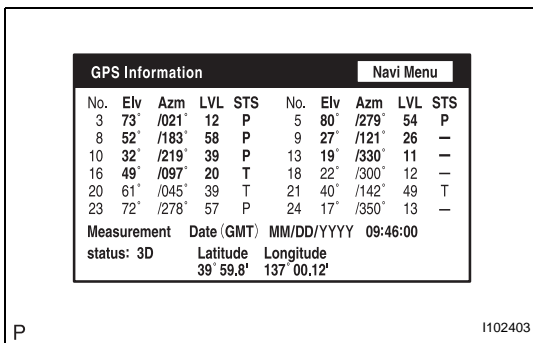 GPS Information Navi Menu
No. Elv Azm LVL STS No. Elv Azm LVL STS
3 73° /021° 12 P 5 80° /279° 54 P
8 52° /183° 58 P 9 27° /121° 26 –
10 32° /219° 39 P 13 19° /330° 11 –
16 49° /097° 20 T 18 22° /300° 12 –
20 61° /045° 39 T 21 40° /142° 49 T
23 72° /278° 57 P 24 17° /350° 13 –
Measurement Date (GMT) MM/DD/YYYY 09:46:00
status: 3D Latitude Longitude
39° 59.8' 137° 00.12'
P I102403